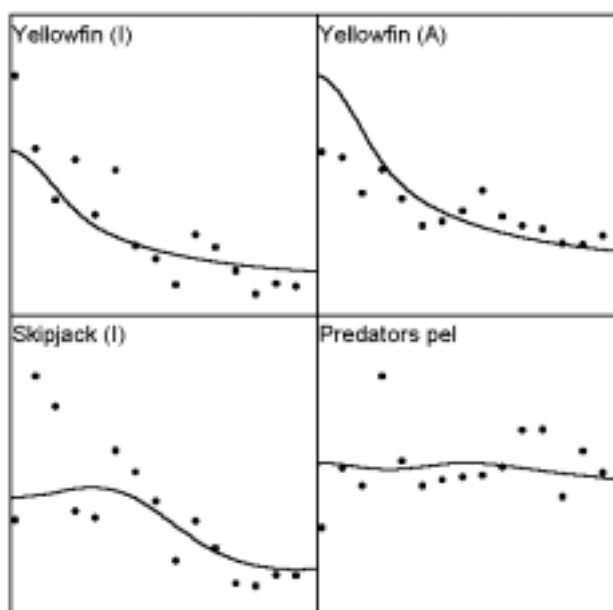 Yellowfin (I)
Yellowfin (A)
Skipjack (I)
Predators pel